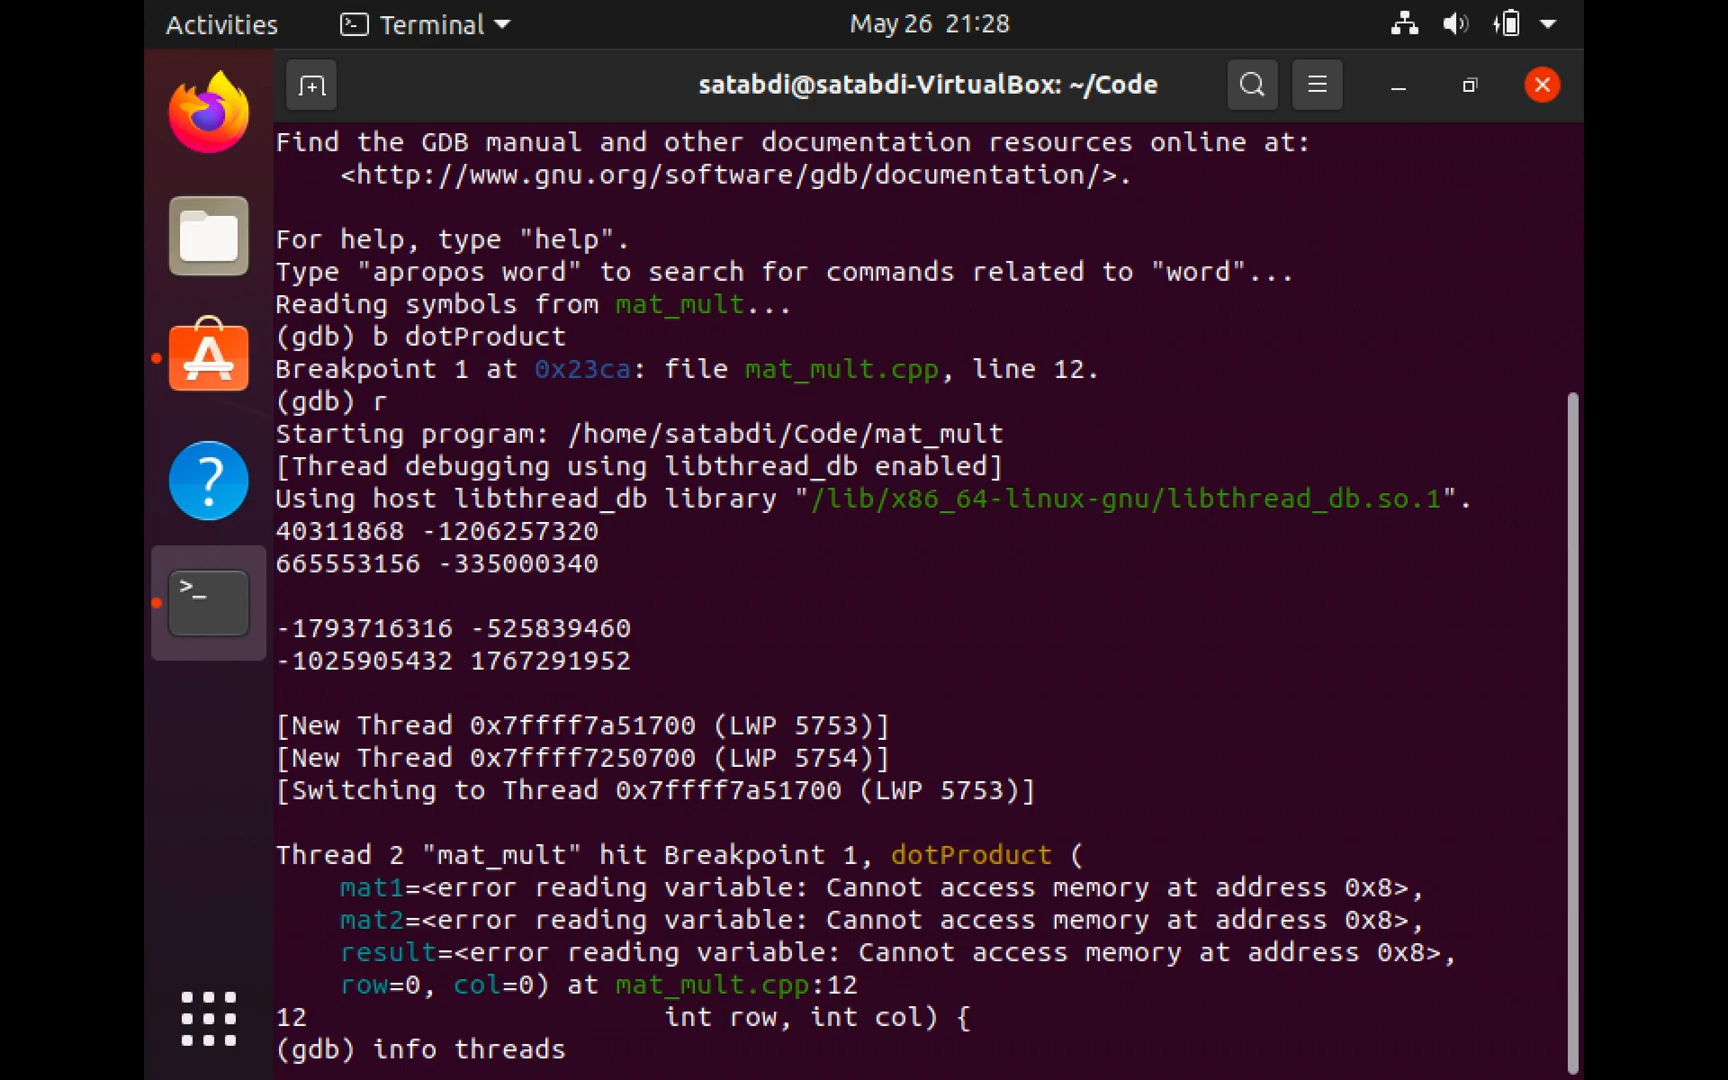 Activities
Terminal
May 26 21:28
satabdi@satabdi-VirtualBox: ~/Code
Find the GDB manual and other documentation resources online at:
    <http://www.gnu.org/software/gdb/documentation/>.
For help, type "help".
Type "apropos word" to search for commands related to "word"...
Reading symbols from mat_mult...
(gdb) b dotProduct
Breakpoint 1 at 0x23ca: file mat_mult.cpp, line 12.
(gdb) r
Starting program: /home/satabdi/Code/mat_mult
[Thread debugging using libthread_db enabled]
Using host libthread_db library "/lib/x86_64-linux-gnu/libthread_db.so.1".
40311868 -1206257320
665553156 -335000340
-1793716316 -525839460
-1025905432 1767291952
[New Thread 0x7ffff7a51700 (LWP 5753)]
[New Thread 0x7ffff7250700 (LWP 5754)]
[Switching to Thread 0x7ffff7a51700 (LWP 5753)]
Thread 2 "mat_mult" hit Breakpoint 1, dotProduct (
    mat1=<error reading variable: Cannot access memory at address 0x8>,
    mat2=<error reading variable: Cannot access memory at address 0x8>,
    result=<error reading variable: Cannot access memory at address 0x8>,
    row=0, col=0) at mat_mult.cpp:12
12                      int row, int col) {
(gdb) info threads